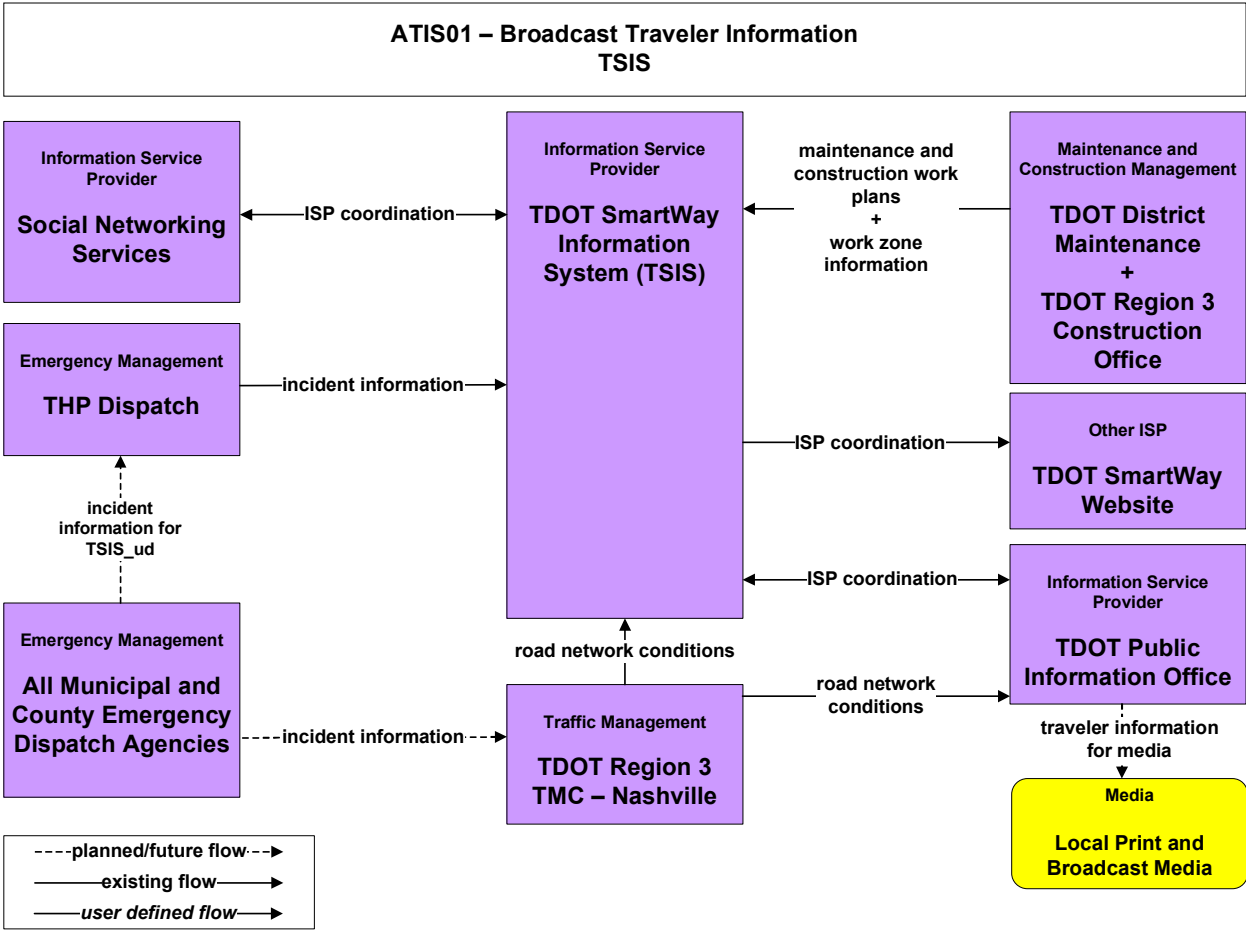 ATIS01 – Broadcast Traveler Information
TSIS
Information Service
Provider
Social Networking
Services
ISP coordination
Information Service
Provider
TDOT SmartWay
Information
System (TSIS)
maintenance and
construction work
plans
+
work zone
information
Maintenance and
Construction Management
TDOT District
Maintenance
+
TDOT Region 3
Construction
Office
Emergency Management
THP Dispatch
incident information
ISP coordination
Other ISP
TDOT SmartWay
Website
incident
information for
TSIS_ud
ISP coordination
Information Service
Provider
TDOT Public
Information Office
Emergency Management
All Municipal and
County Emergency
Dispatch Agencies
incident information
road network conditions
Traffic Management
TDOT Region 3
TMC – Nashville
road network
conditions
traveler information
for media
Media
Local Print and
Broadcast Media
planned/future flow
existing flow
user defined flow